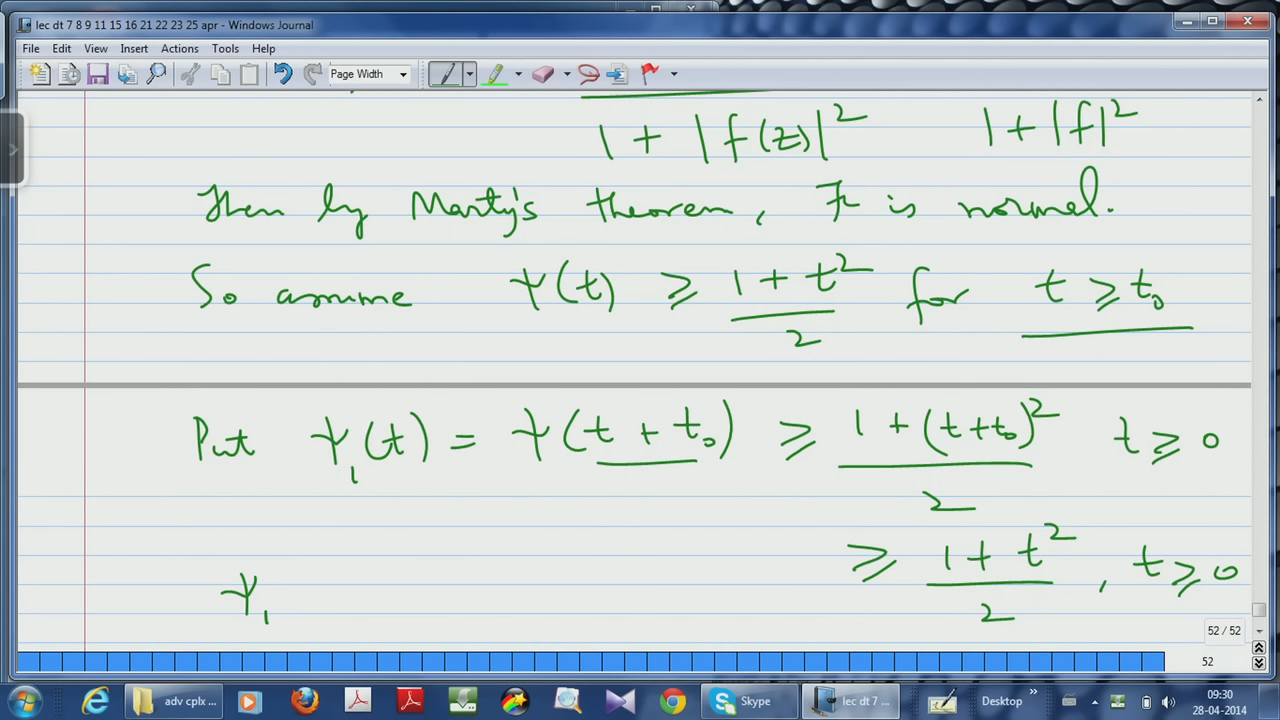 lec dt 7 8 9 11 15 16 21 22 23 25 apr - Windows Journal
File Edit View Insert Actions Tools Help
Page Width
1 + |f(z)|² 1 + |f|²
Then by Marty's theorem, ℱ is normal.
So assume ψ(t) ≥ (1 + t²)/2 for t ≥ t₀
Put ψ₁(t) = ψ(t + t₀) ≥ (1 + (t+t₀)²)/2 t ≥ 0
≥ (1 + t²)/2 , t ≥ 0
ψ₁
52 / 52
52
adv cplx ... Skype lec dt 7 ... Desktop
09:30
28-04-2014